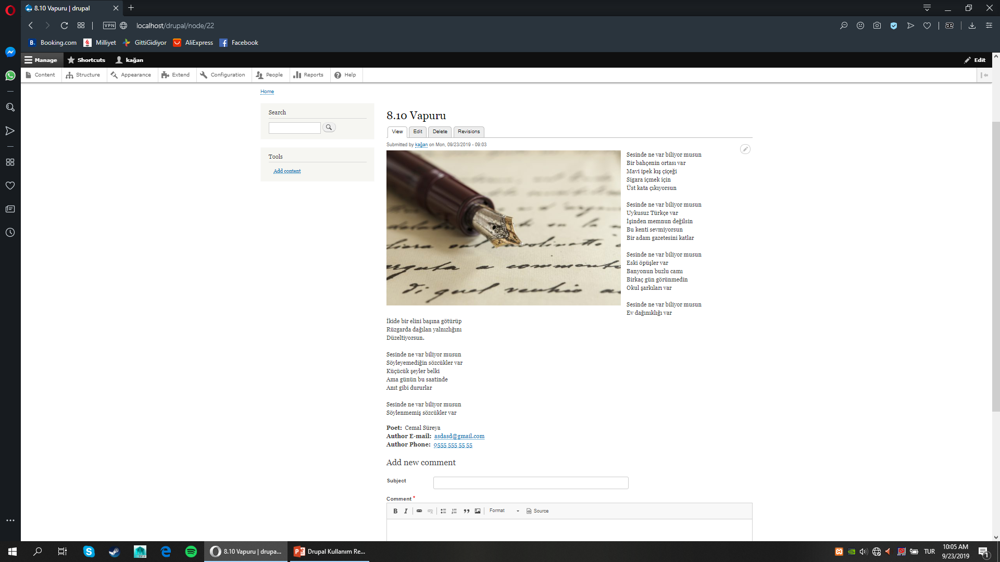 8.10 Vapuru | drupal
VPN
localhost/drupal/node/22
B. Booking.com
Milliyet
GittiGidiyor
AliExpress
Facebook
Manage
Shortcuts
kağan
Edit
Content
Structure
Appearance
Extend
Configuration
People
Reports
Help
Home
Search
Tools
Add content
8.10 Vapuru
View
Edit
Delete
Revisions
Submitted by kağan on Mon, 09/23/2019 - 09:03
Sesinde ne var biliyor musun
Bir bahçenin ortası var
Mavi ipek kış çiçeği
Sigara içmek için
Üst kata çıkıyorsun
Sesinde ne var biliyor musun
Uykusuz Türkçe var
İşinden memnun değilsin
Bu kenti sevmiyorsun
Bir adam gazetesini katlar
Sesinde ne var biliyor musun
Eski öpüşler var
Banyonun buzlu camı
Birkaç gün görünmedin
Okul şarkıları var
Sesinde ne var biliyor musun
Ev dağınıklığı var
a commento
di quel vecchio
İkide bir elini başına götürüp
Rüzgarda dağılan yalnızlığını
Düzeltiyorsun.
Sesinde ne var biliyor musun
Söyleyemediğin sözcükler var
Küçücük şeyler belki
Ama günün bu saatinde
Anıt gibi dururlar
Sesinde ne var biliyor musun
Söylenmemiş sözcükler var
Poet: Cemal Süreya
Author E-mail: asdasd@gmail.com
Author Phone: 0555 555 55 55
Add new comment
Subject
Comment *
B I
Format
Source
8.10 Vapuru | drupa...
Drupal Kullanım Re...
TUR
10:05 AM
9/23/2019
1